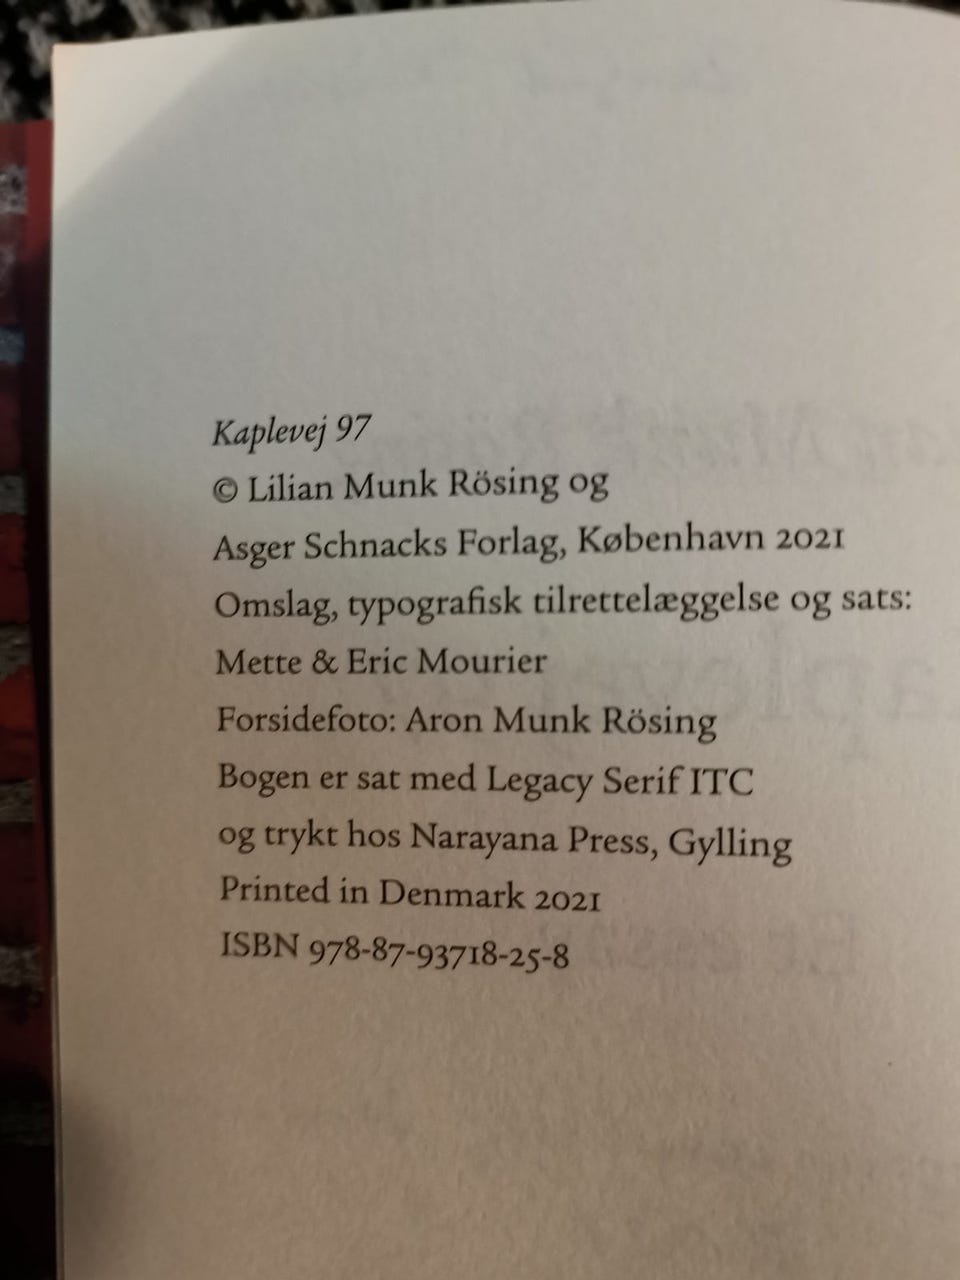 Kaplevej 97
© Lilian Munk Rösing og
Asger Schnacks Forlag, København 2021
Omslag, typografisk tilrettelæggelse og sats:
Mette & Eric Mourier
Forsidefoto: Aron Munk Rösing
Bogen er sat med Legacy Serif ITC
og trykt hos Narayana Press, Gylling
Printed in Denmark 2021
ISBN 978-87-93718-25-8